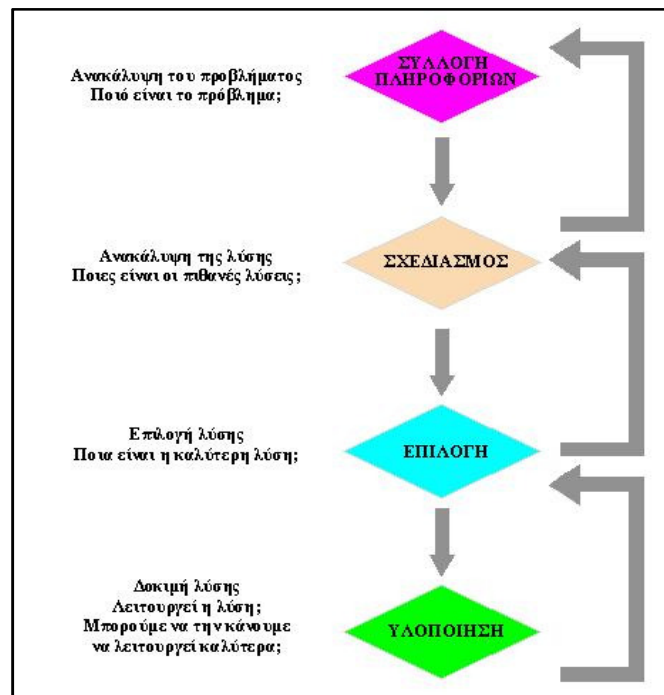 Ανακάλυψη του προβλήματος
Ποιό είναι το πρόβλημα;
ΣΥΛΛΟΓΗ
ΠΛΗΡΟΦΟΡΙΩΝ
Ανακάλυψη της λύσης
Ποιες είναι οι πιθανές λύσεις;
ΣΧΕΔΙΑΣΜΟΣ
Επιλογή λύσης
Ποια είναι η καλύτερη λύση;
ΕΠΙΛΟΓΗ
Δοκιμή λύσης
Λειτουργεί η λύση;
Μπορούμε να την κάνουμε
να λειτουργεί καλύτερα;
ΥΛΟΠΟΙΗΣΗ